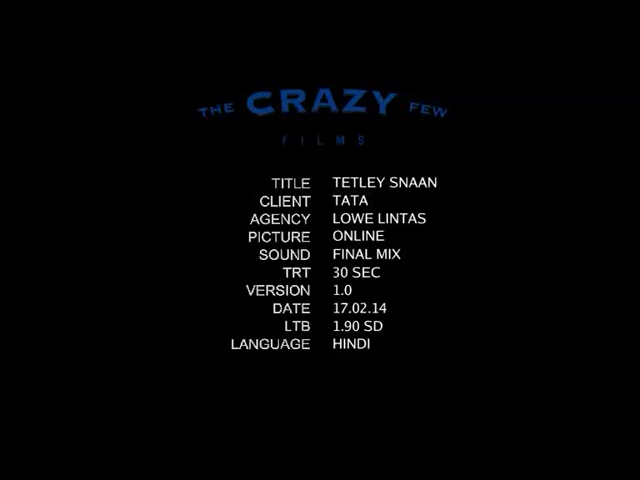 THE CRAZY FEW
FILMS
TITLE TETLEY SNAAN
CLIENT TATA
AGENCY LOWE LINTAS
PICTURE ONLINE
SOUND FINAL MIX
TRT 30 SEC
VERSION 1.0
DATE 17.02.14
LTB 1.90 SD
LANGUAGE HINDI